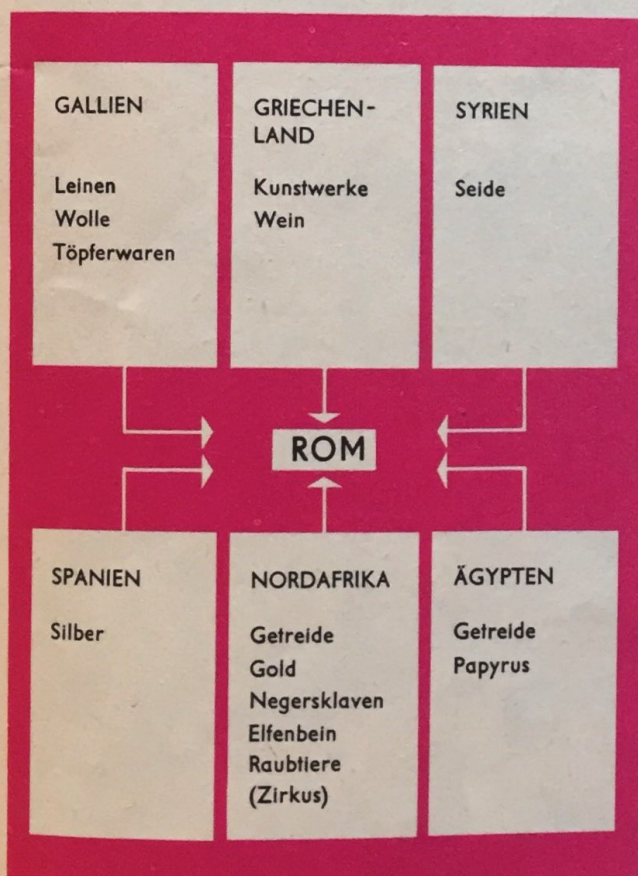 GALLIEN
Leinen
Wolle
Töpferwaren
GRIECHEN-
LAND
Kunstwerke
Wein
SYRIEN
Seide
ROM
SPANIEN
Silber
NORDAFRIKA
Getreide
Gold
Negersklaven
Elfenbein
Raubtiere
(Zirkus)
ÄGYPTEN
Getreide
Papyrus